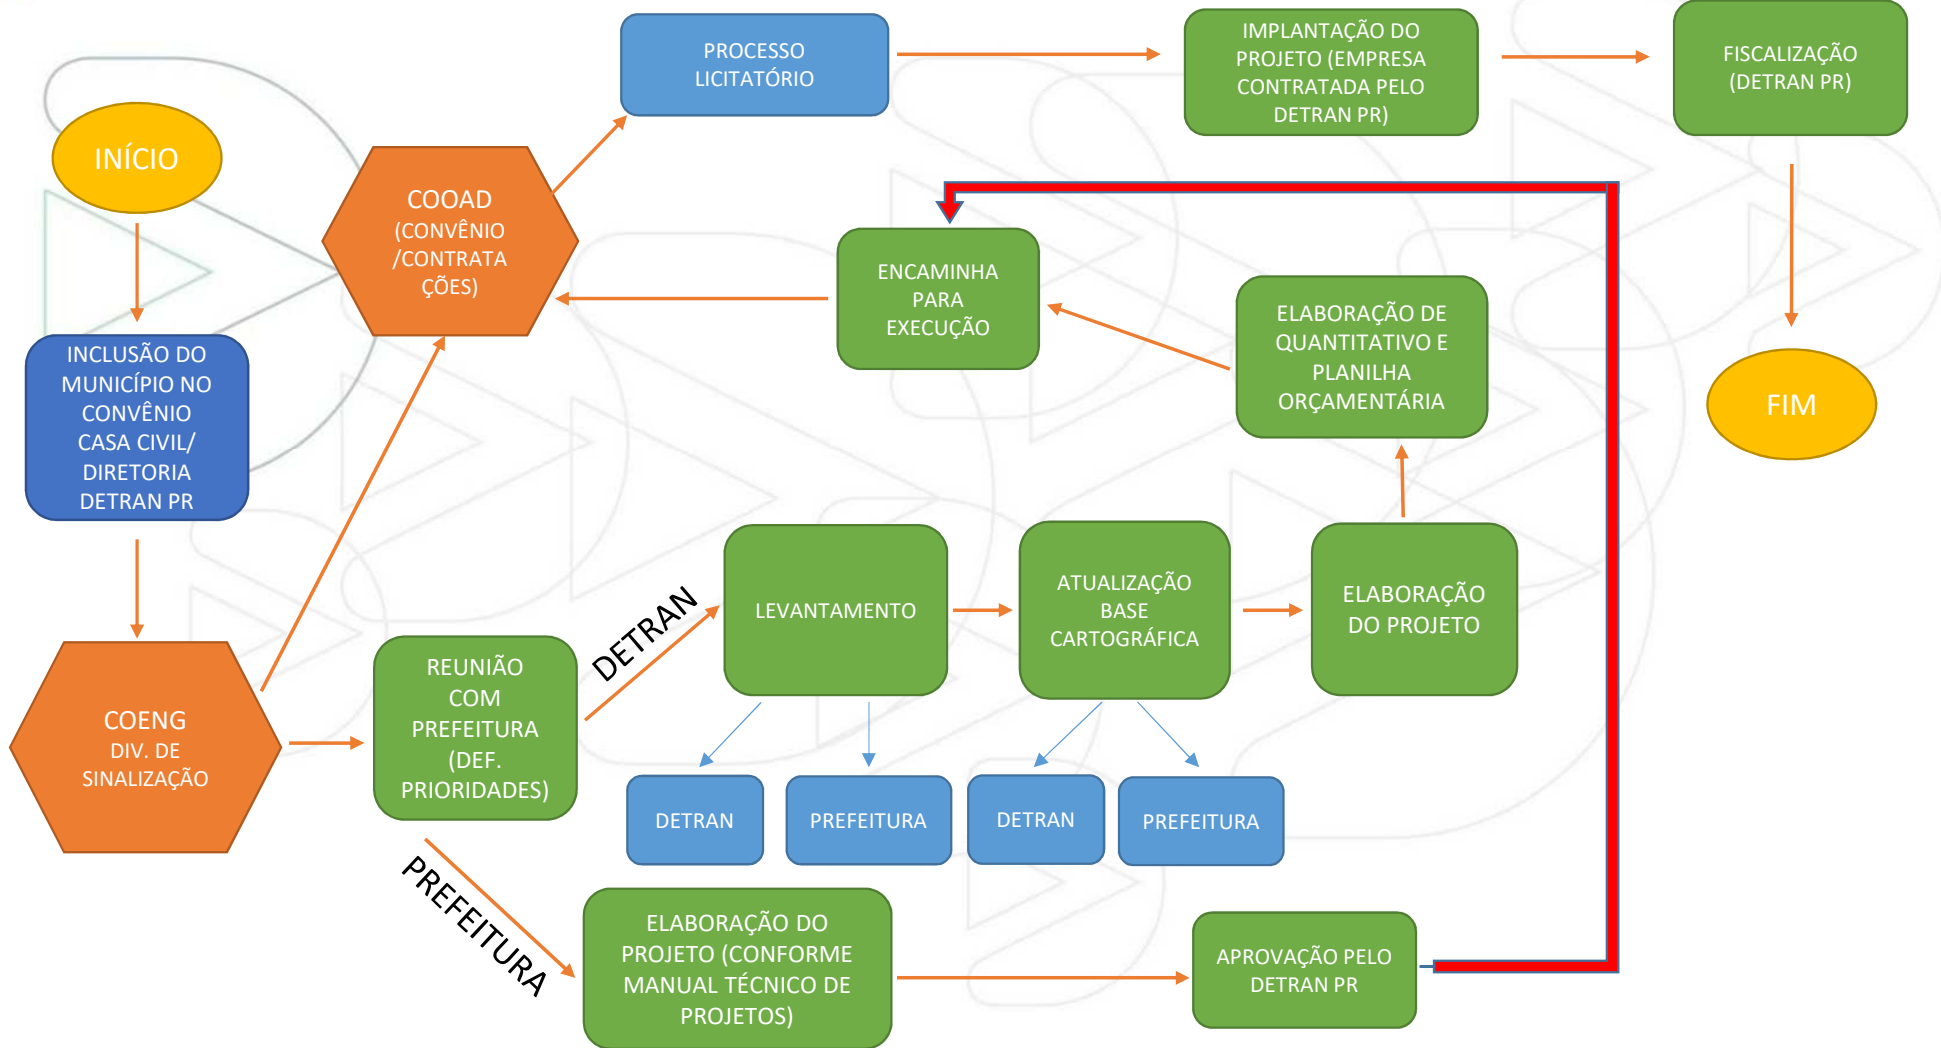 PROCESSO
LICITATÓRIO
IMPLANTAÇÃO DO
PROJETO (EMPRESA
CONTRATADA PELO
DETRAN PR)
FISCALIZAÇÃO
(DETRAN PR)
INÍCIO
COOAD
(CONVÊNIO
/CONTRATA
ÇÕES)
ENCAMINHA
PARA
EXECUÇÃO
ELABORAÇÃO DE
QUANTITATIVO E
PLANILHA
ORÇAMENTÁRIA
FIM
INCLUSÃO DO
MUNICÍPIO NO
CONVÊNIO
CASA CIVIL/
DIRETORIA
DETRAN PR
COENG
DIV. DE
SINALIZAÇÃO
REUNIÃO
COM
PREFEITURA
(DEF.
PRIORIDADES)
DETRAN
LEVANTAMENTO
ATUALIZAÇÃO
BASE
CARTOGRÁFICA
ELABORAÇÃO
DO PROJETO
DETRAN
PREFEITURA
DETRAN
PREFEITURA
PREFEITURA
ELABORAÇÃO DO
PROJETO (CONFORME
MANUAL TÉCNICO DE
PROJETOS)
APROVAÇÃO PELO
DETRAN PR